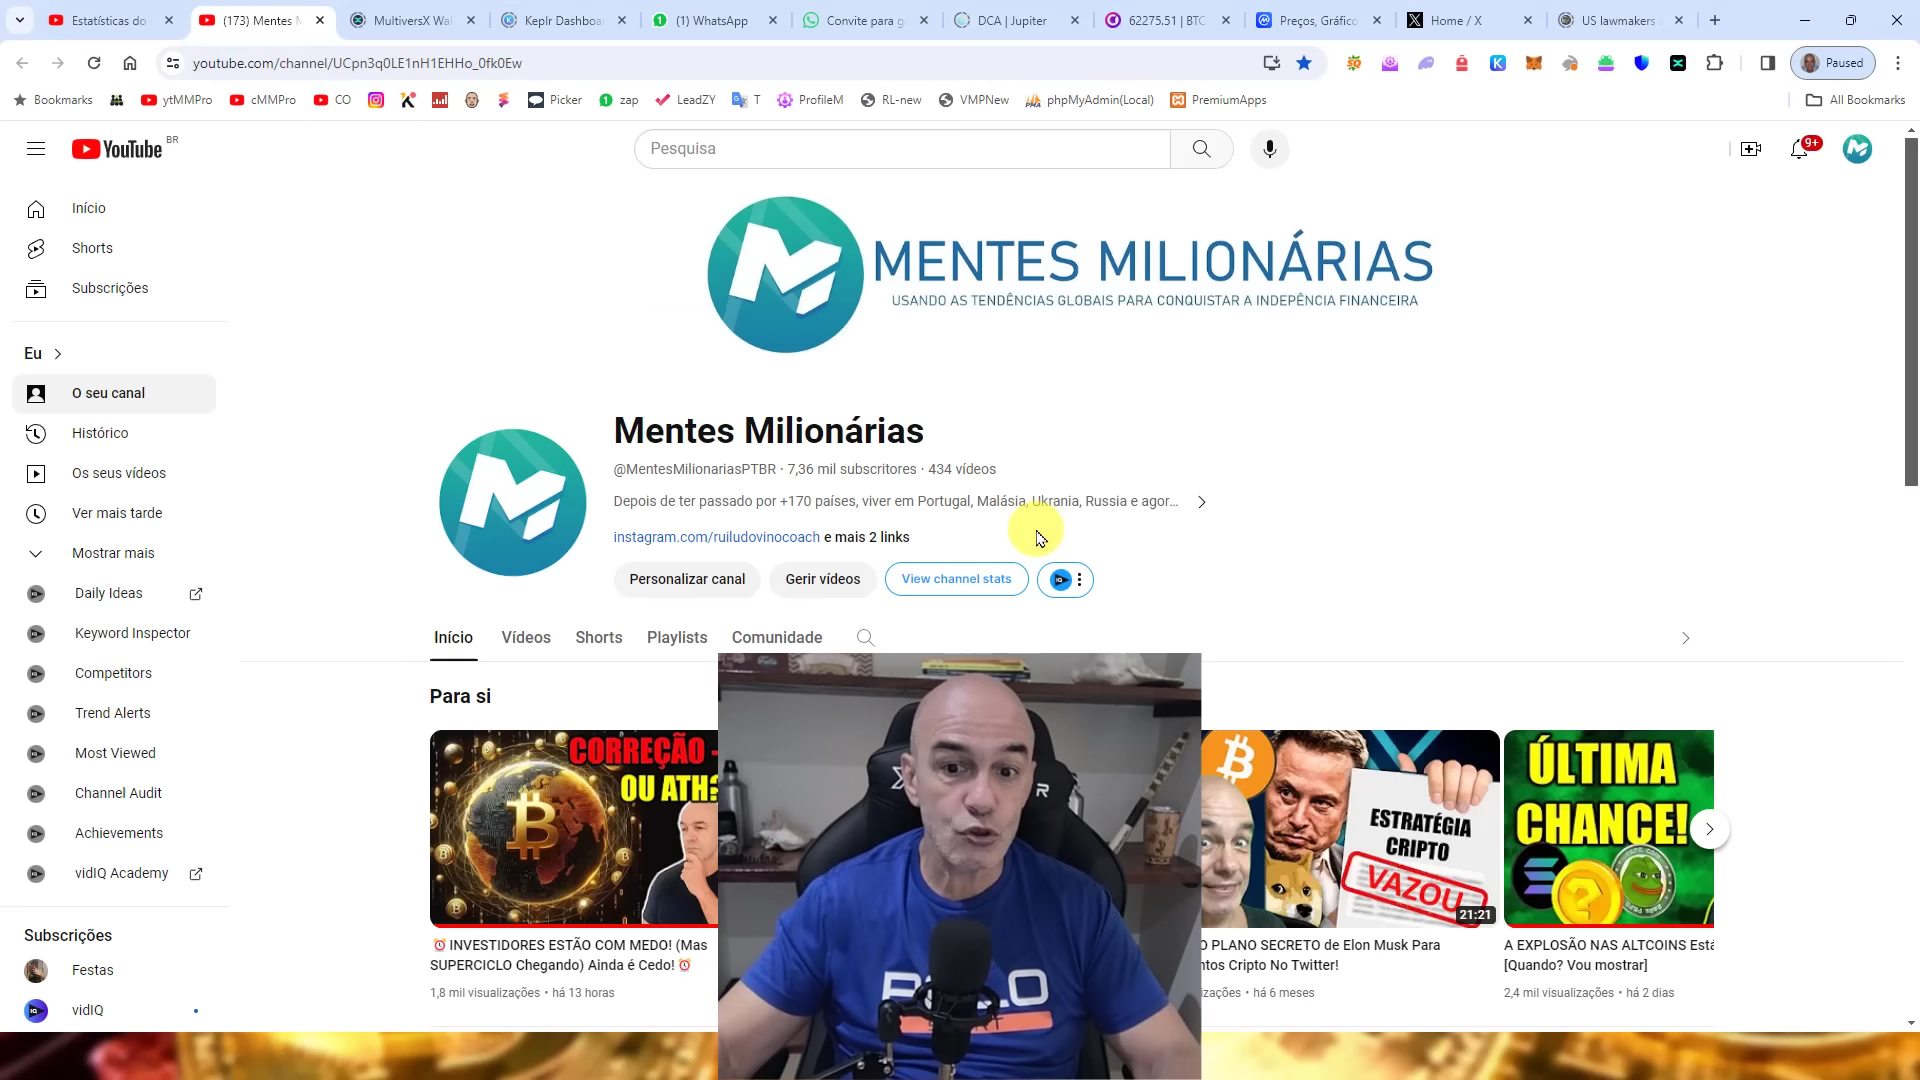 Estatísticas do
(173) Mentes M
MultiversX Wal
Keplr Dashboa
(1) WhatsApp
Convite para g
DCA | Jupiter
62275.51 | BTC
Preços, Gráfico
Home / X
US lawmakers
youtube.com/channel/UCpn3q0LE1nH1EHHo_0fk0Ew
Paused
Bookmarks
ytMMPro
cMMPro
CO
Picker
zap
LeadZY
T
ProfileM
RL-new
VMPNew
phpMyAdmin(Local)
PremiumApps
All Bookmarks
YouTube BR
Pesquisa
9+
Início
Shorts
Subscrições
Eu
O seu canal
Histórico
Os seus vídeos
Ver mais tarde
Mostrar mais
Daily Ideas
Keyword Inspector
Competitors
Trend Alerts
Most Viewed
Channel Audit
Achievements
vidIQ Academy
Subscrições
Festas
vidIQ
MENTES MILIONÁRIAS
USANDO AS TENDÊNCIAS GLOBAIS PARA CONQUISTAR A INDEPÊNCIA FINANCEIRA
Mentes Milionárias
@MentesMilionariasPTBR · 7,36 mil subscritores · 434 vídeos
Depois de ter passado por +170 países, viver em Portugal, Malásia, Ukrania, Russia e agor...
instagram.com/ruiludovinocoach e mais 2 links
Personalizar canal
Gerir vídeos
View channel stats
Início
Vídeos
Shorts
Playlists
Comunidade
Para si
CORREÇÃO
OU ATH?
INVESTIDORES ESTÃO COM MEDO! (Mas
SUPERCICLO Chegando) Ainda é Cedo!
1,8 mil visualizações · há 13 horas
ESTRATÉGIA
CRIPTO
VAZOU
21:21
O PLANO SECRETO de Elon Musk Para
tos Cripto No Twitter!
zações · há 6 meses
ÚLTIMA
CHANCE!
A EXPLOSÃO NAS ALTCOINS Está
[Quando? Vou mostrar]
2,4 mil visualizações · há 2 dias